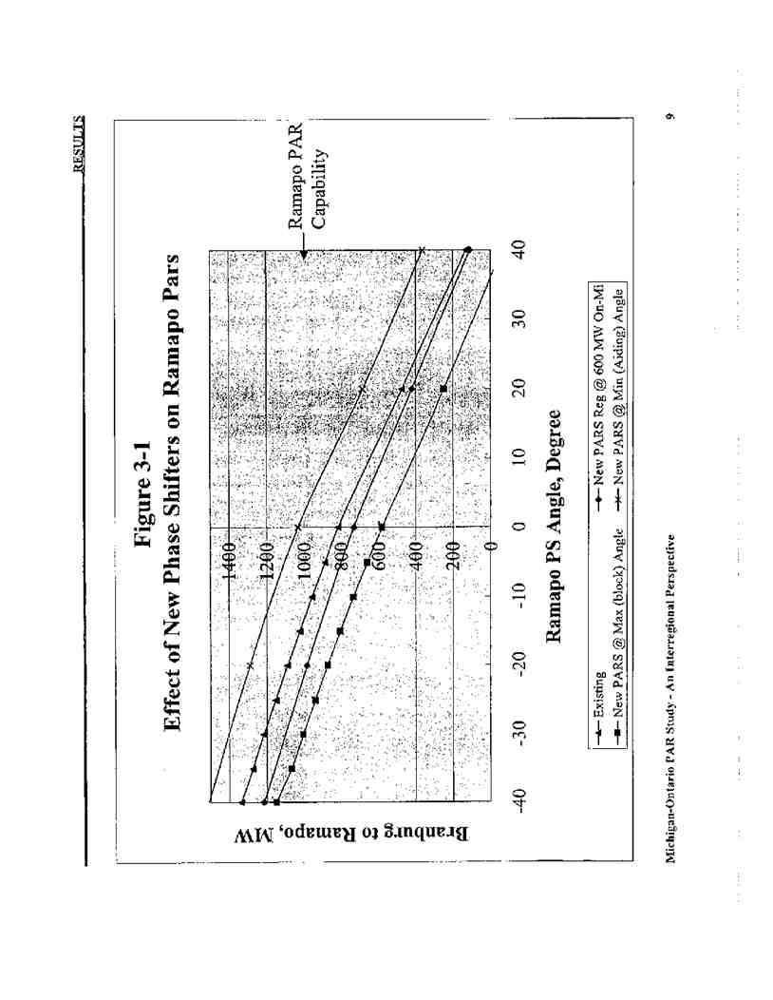 RESULTS
Figure 3-1
Effect of New Phase Shifters on Ramapo Pars
Ramapo PAR
Capability
Branburg to Ramapo, MW
1400
1200
1000
800
600
400
200
0
-40 -30 -20 -10 0 10 20 30 40
Ramapo PS Angle, Degree
Existing
New PARS Reg @ 600 MW On-Mi
New PARS @ Max (block) Angle
New PARS @ Min (Aiding) Angle
Michigan-Ontario PAR Study - An Interregional Perspective
9